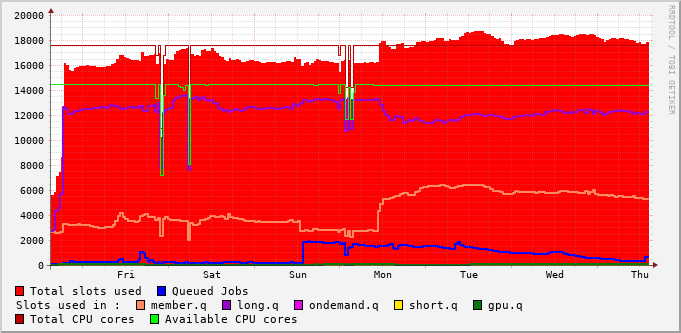 RRDTOOL / TOBI OETIKER
20000
18000
16000
14000
12000
10000
8000
6000
4000
2000
0
Fri Sat Sun Mon Tue Wed Thu
Total slots used Queued Jobs
Slots used in : member.q long.q ondemand.q short.q gpu.q
Total CPU cores Available CPU cores